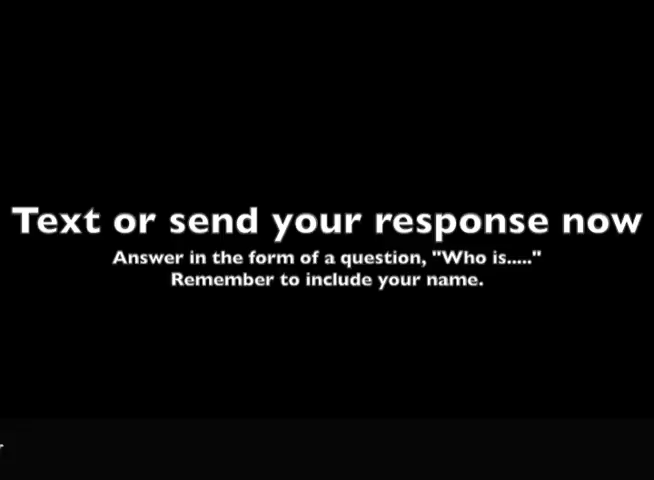 Text or send your response now
Answer in the form of a question, "Who is....."
Remember to include your name.